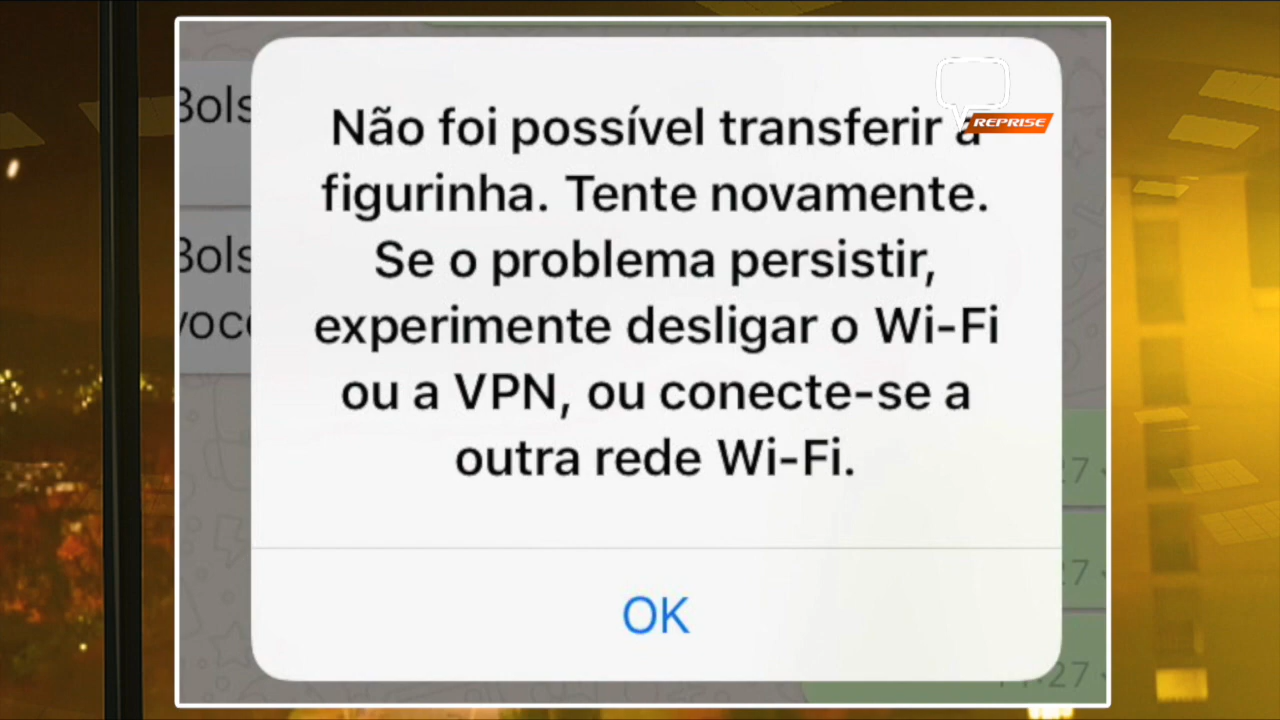 REPRISE
Não foi possível transferir a
figurinha. Tente novamente.
Se o problema persistir,
experimente desligar o Wi-Fi
ou a VPN, ou conecte-se a
outra rede Wi-Fi.
OK